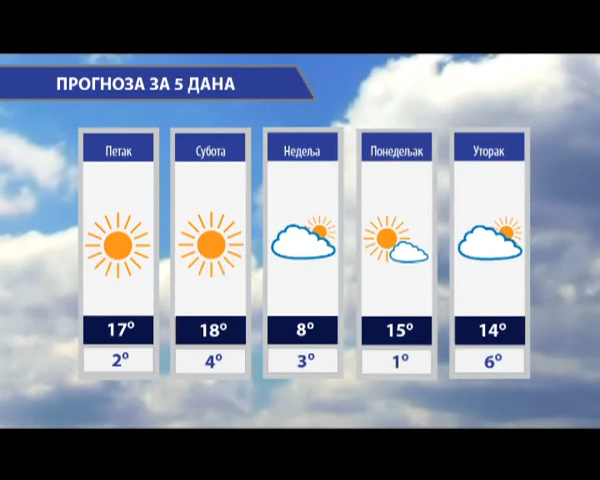 ПРОГНОЗА ЗА 5 ДАНА
Петак Субота Недеља Понедељак Уторак
17° 18° 8° 15° 14°
2° 4° 3° 1° 6°